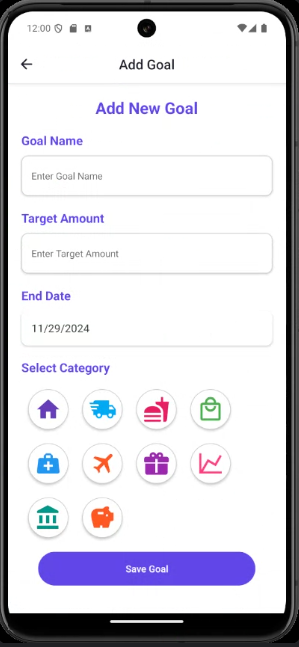 12:00
Add Goal
Add New Goal
Goal Name
Enter Goal Name
Target Amount
Enter Target Amount
End Date
11/29/2024
Select Category
Save Goal